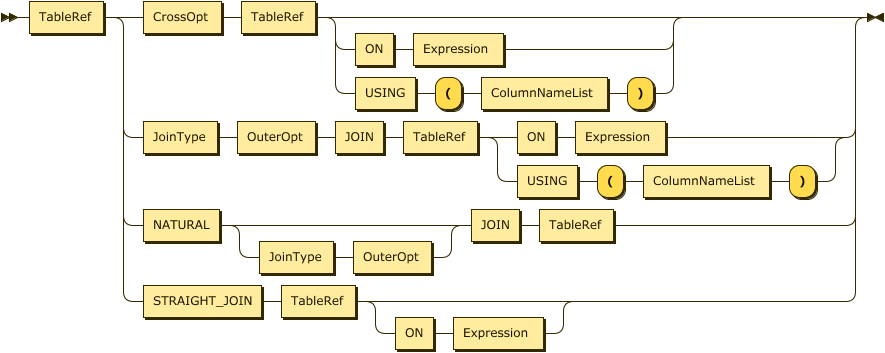 TableRef CrossOpt TableRef
ON Expression
USING ( ColumnNameList )
JoinType OuterOpt JOIN TableRef ON Expression
USING ( ColumnNameList )
NATURAL JOIN TableRef
JoinType OuterOpt
STRAIGHT_JOIN TableRef
ON Expression